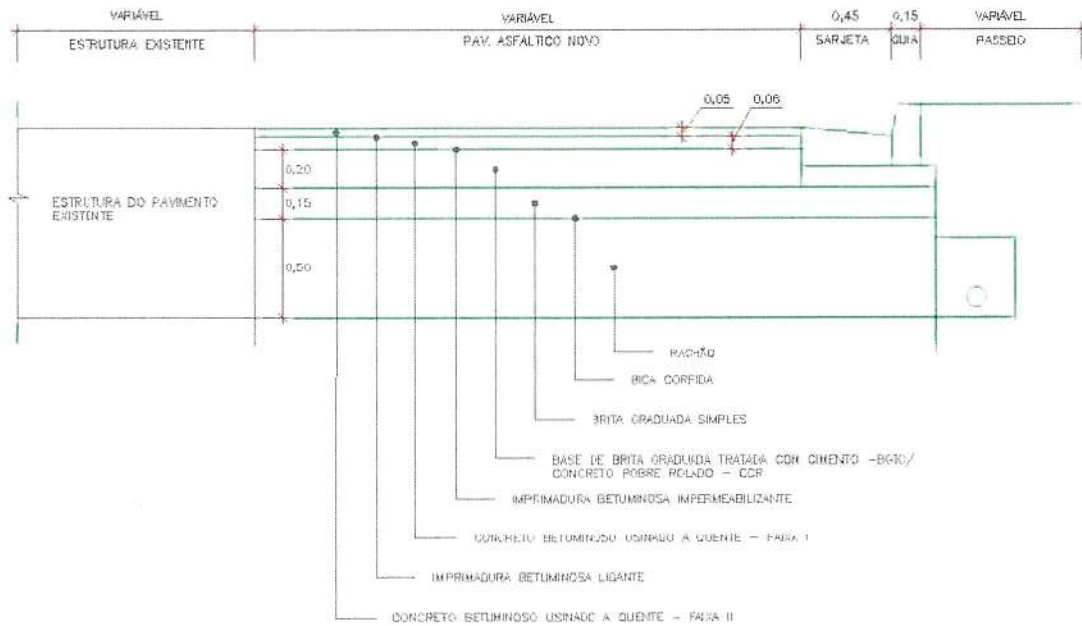 VARIÁVEL VARIÁVEL 0,45 0,15 VARIÁVEL
ESTRUTURA EXISTENTE PAV. ASFÁLTICO NOVO SARJETA GUIA PASSEIO
0,05 0,06
0,20
ESTRUTURA DO PAVIMENTO
EXISTENTE
0,15
0,50
RACHÃO
BICA CORRIDA
BRITA GRADUADA SIMPLES
BASE DE BRITA GRADUADA TRATADA COM CIMENTO -BGTC/
CONCRETO POBRE ROLADO - CCR
IMPRIMADURA BETUMINOSA IMPERMEABILIZANTE
CONCRETO BETUMINOSO USINADO A QUENTE - FAIXA I
IMPRIMADURA BETUMINOSA LIGANTE
CONCRETO BETUMINOSO USINADO A QUENTE - FAIXA II